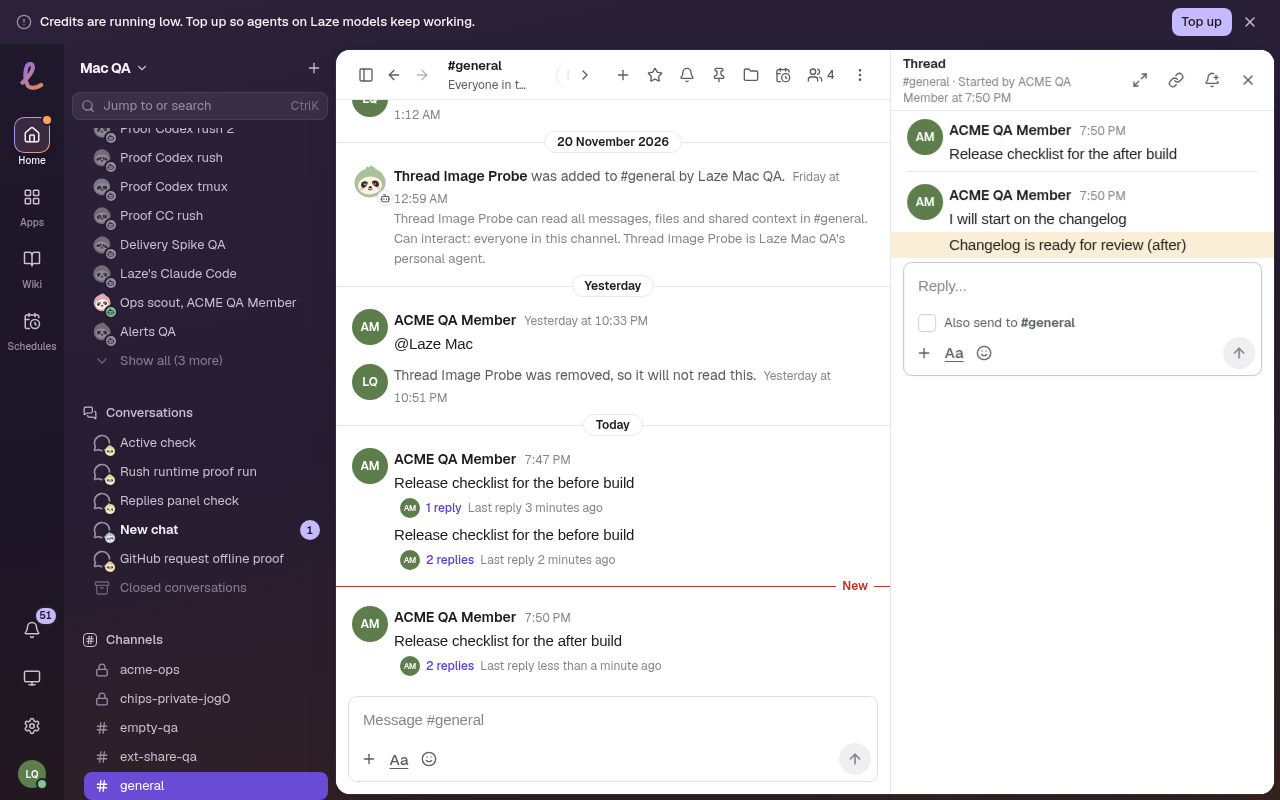 Credits are running low. Top up so agents on Laze models keep working.
Top up
Mac QA
Jump to or search
CtrlK
Home
Apps
Wiki
Schedules
51
LQ
Proof Codex rush 2
Proof Codex rush
Proof Codex tmux
Proof CC rush
Delivery Spike QA
Laze's Claude Code
Ops scout, ACME QA Member
Alerts QA
Show all (3 more)
Conversations
Active check
Rush runtime proof run
Replies panel check
New chat
1
GitHub request offline proof
Closed conversations
Channels
acme-ops
chips-private-jog0
empty-qa
ext-share-qa
general
#general
Everyone in t…
4
LQ
1:12 AM
20 November 2026
Thread Image Probe was added to #general by Laze Mac QA. Friday at
12:59 AM
Thread Image Probe can read all messages, files and shared context in #general.
Can interact: everyone in this channel. Thread Image Probe is Laze Mac QA's
personal agent.
Yesterday
AM
ACME QA Member Yesterday at 10:33 PM
@Laze Mac
LQ
Thread Image Probe was removed, so it will not read this. Yesterday at
10:51 PM
Today
AM
ACME QA Member 7:47 PM
Release checklist for the before build
AM 1 reply Last reply 3 minutes ago
Release checklist for the before build
AM 2 replies Last reply 2 minutes ago
New
AM
ACME QA Member 7:50 PM
Release checklist for the after build
AM 2 replies Last reply less than a minute ago
Message #general
Aa
Thread
#general · Started by ACME QA
Member at 7:50 PM
AM
ACME QA Member 7:50 PM
Release checklist for the after build
AM
ACME QA Member 7:50 PM
I will start on the changelog
Changelog is ready for review (after)
Reply...
Also send to #general
Aa